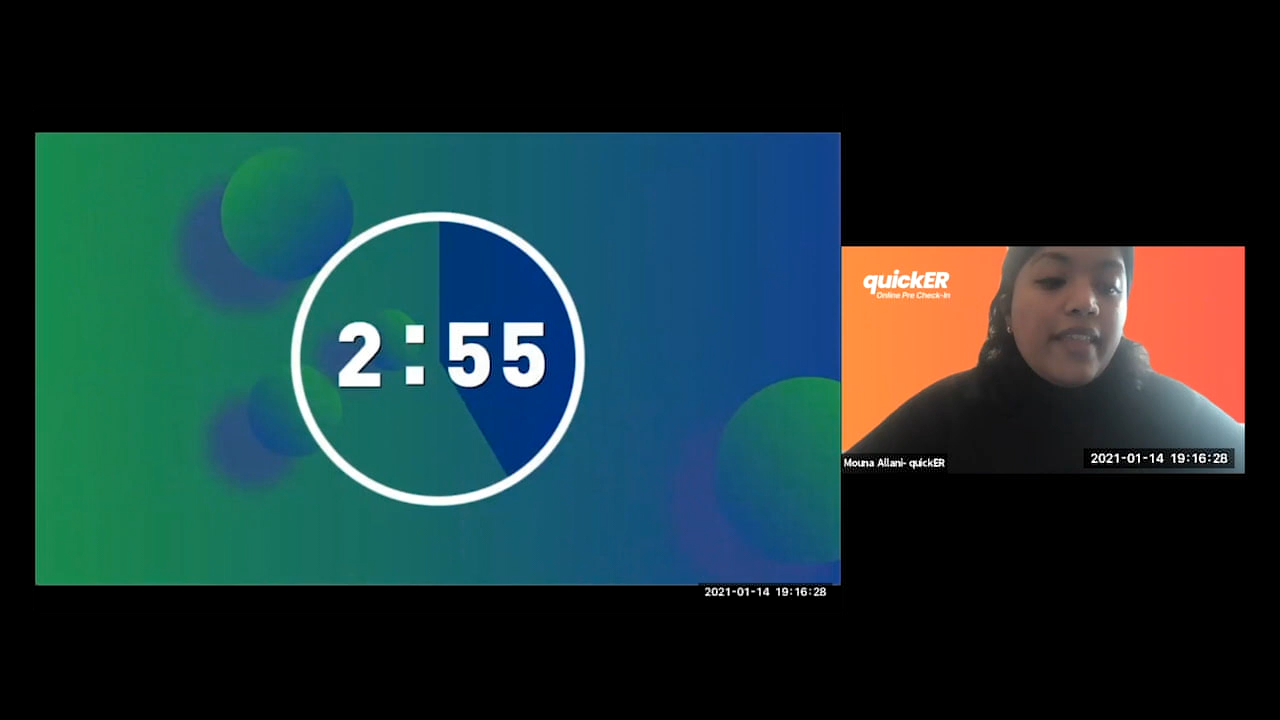 2:55
2021-01-14 19:16:28
quickER
Online Pre Check-In
Mouna Allani- quickER
2021-01-14 19:16:28